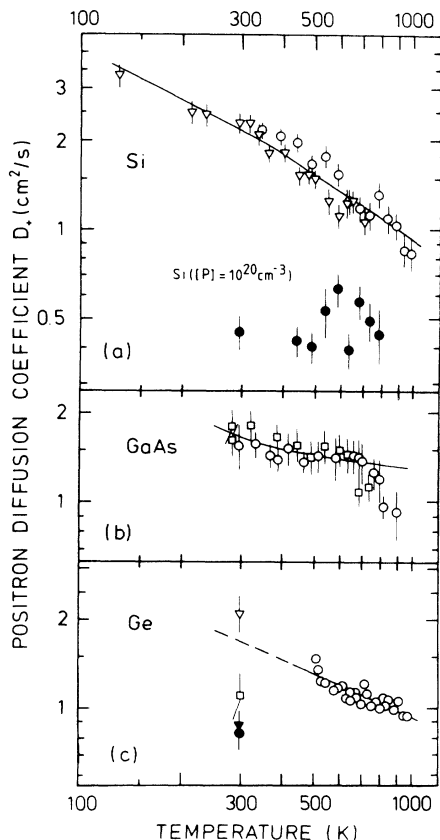 100 300 500 1000
POSITRON DIFFUSION COEFFICIENT D₊ (cm²/s)
3
2
Si
1
Si([P]=10²⁰cm⁻³)
0.5
(a)
2
GaAs
1
(b)
Ge
2
1
(c)
100 200 300 500 1000
TEMPERATURE (K)